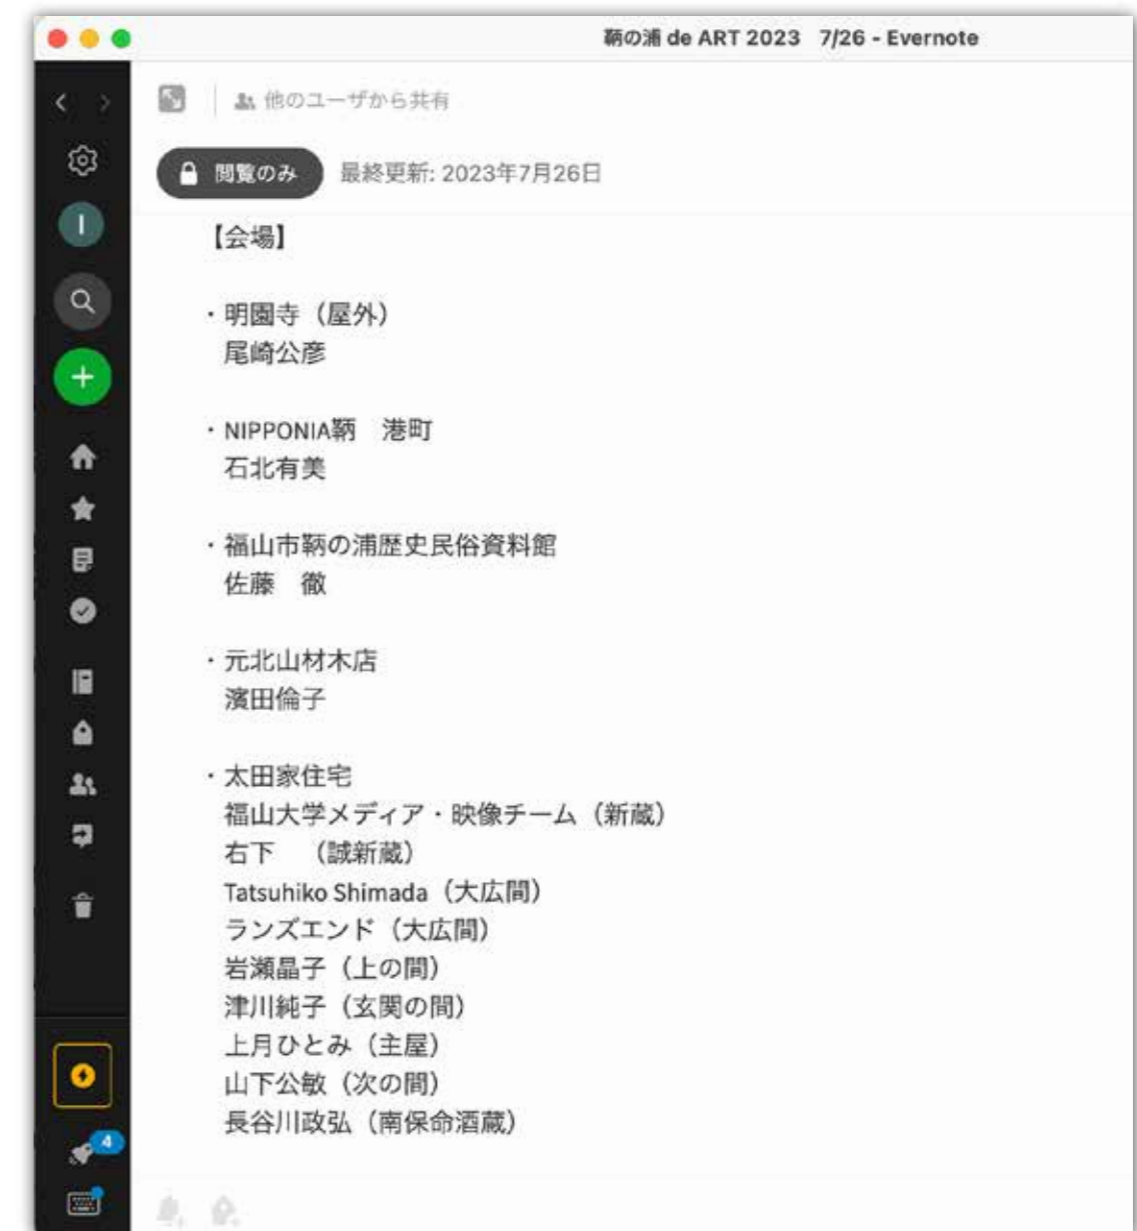 鞆の浦 de ART 2023　7/26 - Evernote
他のユーザから共有
閲覧のみ
最終更新: 2023年7月26日
I
【会場】
・明圓寺（屋外）
尾崎公彦
・NIPPONIA鞆　港町
石北有美
・福山市鞆の浦歴史民俗資料館
佐藤　徹
・元北山材木店
濱田倫子
・太田家住宅
福山大学メディア・映像チーム（新蔵）
右下　（誠新蔵）
Tatsuhiko Shimada（大広間）
ランズエンド（大広間）
岩瀬晶子（上の間）
津川純子（玄関の間）
上月ひとみ（主屋）
山下公敏（次の間）
長谷川政弘（南保命酒蔵）
4